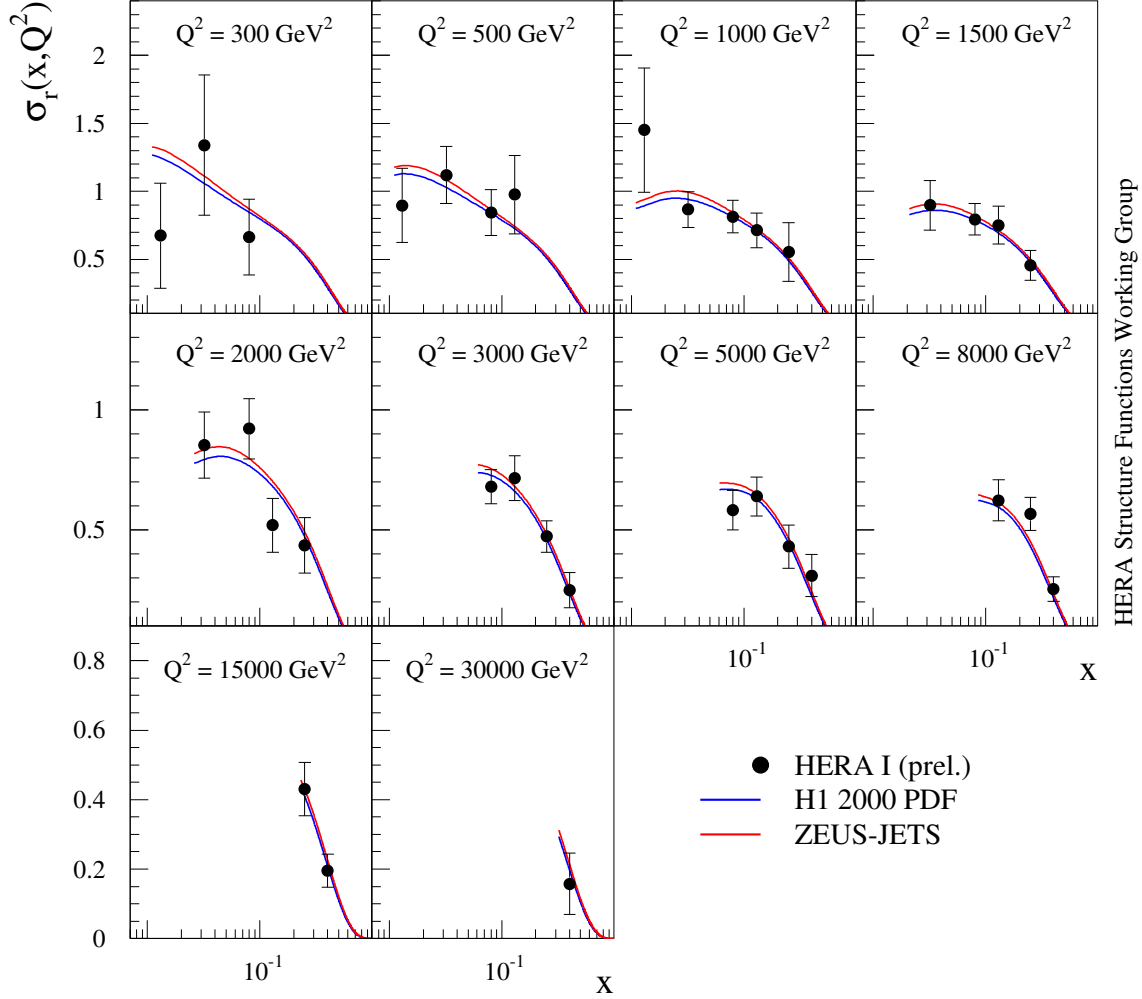 σr(x,Q²)
Q² = 300 GeV²
Q² = 500 GeV²
Q² = 1000 GeV²
Q² = 1500 GeV²
2
1.5
1
0.5
Q² = 2000 GeV²
Q² = 3000 GeV²
Q² = 5000 GeV²
Q² = 8000 GeV²
1
0.5
10⁻¹
10⁻¹
x
Q² = 15000 GeV²
Q² = 30000 GeV²
0.8
0.6
0.4
0.2
0
10⁻¹
10⁻¹
x
HERA I (prel.)
H1 2000 PDF
ZEUS-JETS
HERA Structure Functions Working Group